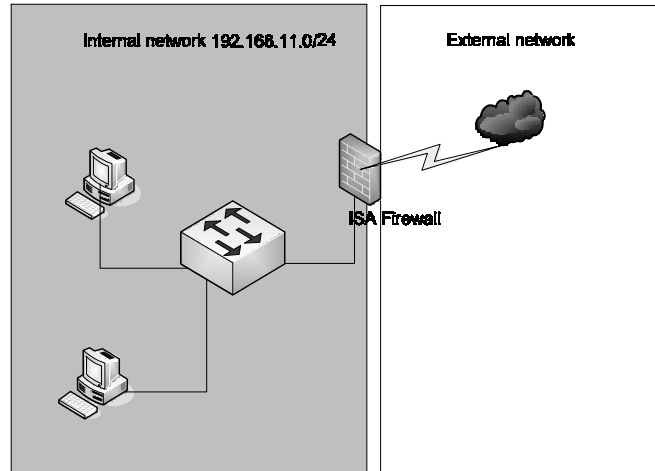 Internal network 192.168.11.0/24
External network
ISA Firewall